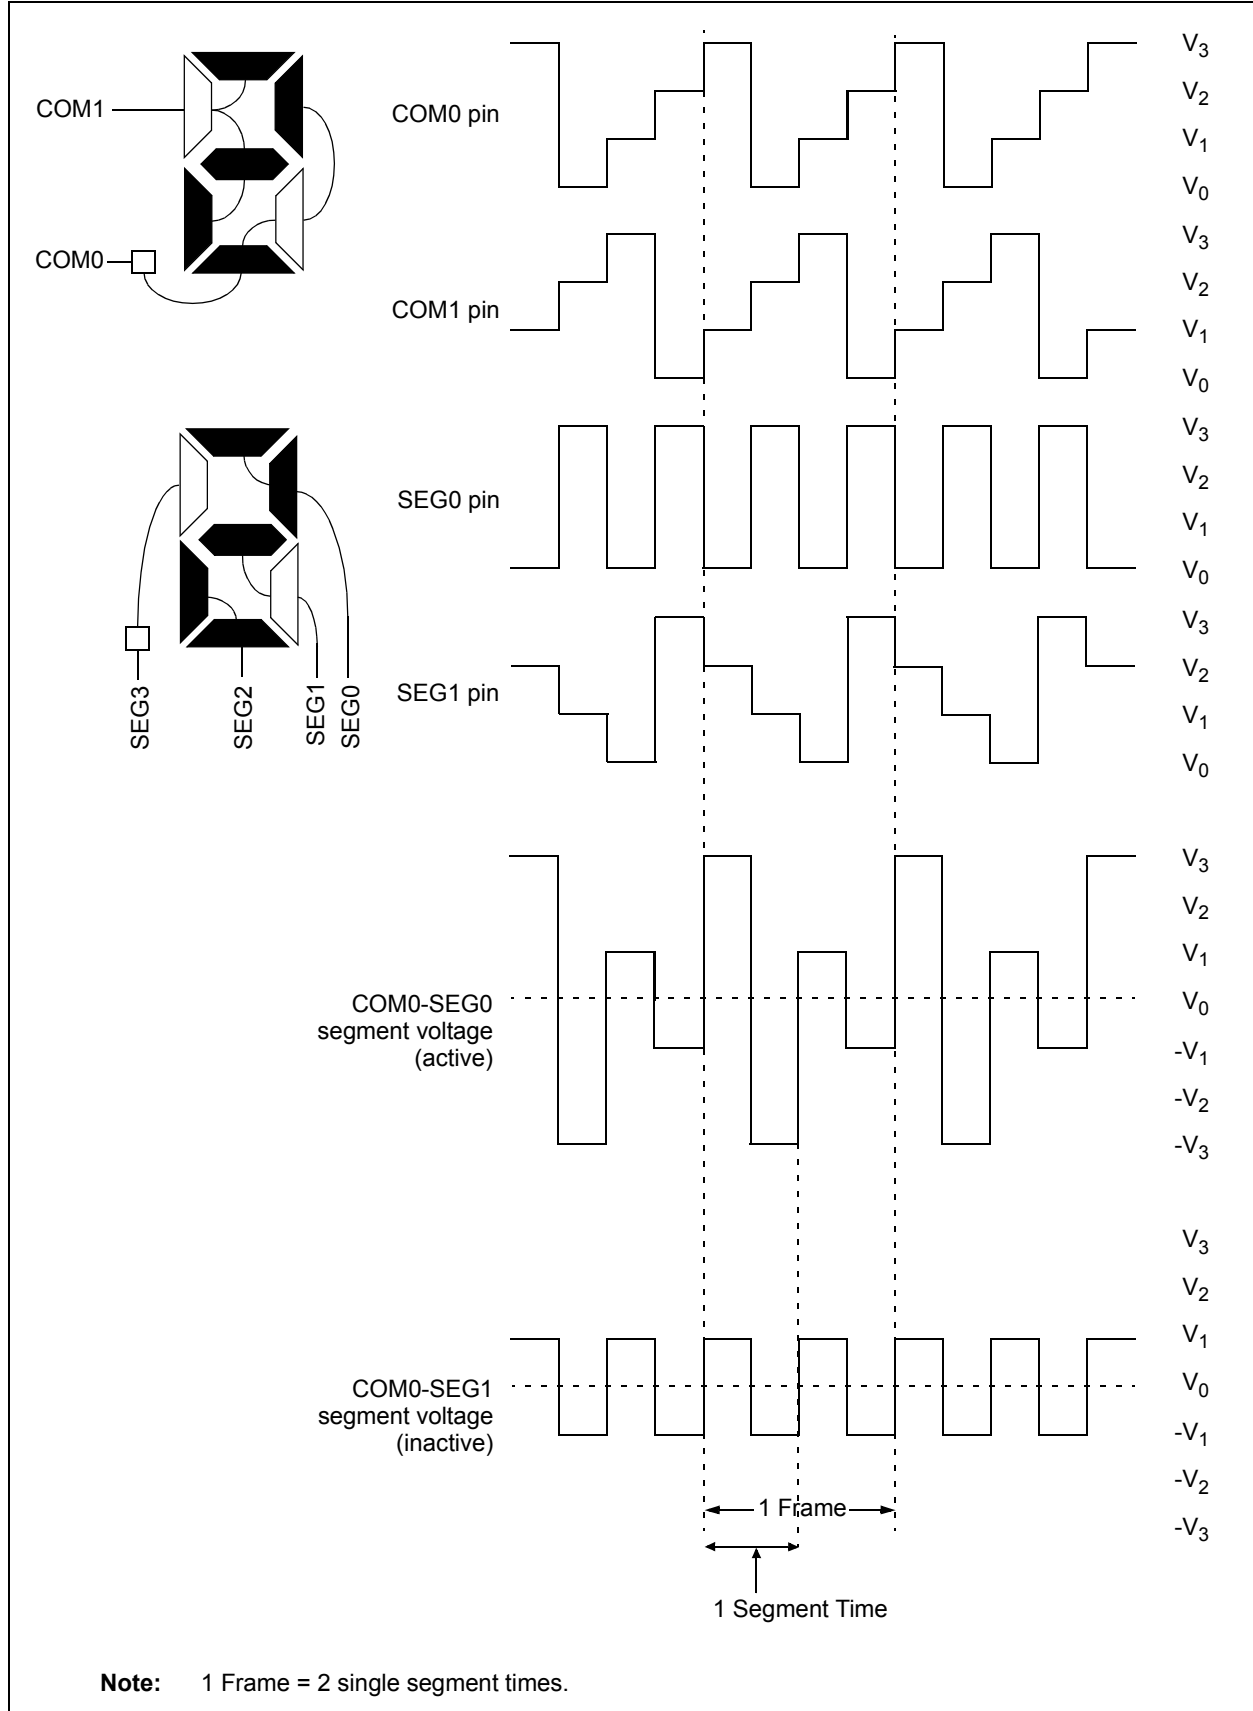 COM1
COM0
COM0 pin
V3
V2
V1
V0
COM1 pin
V3
V2
V1
V0
SEG0 pin
V3
V2
V1
V0
SEG3
SEG2
SEG1
SEG0
SEG1 pin
V3
V2
V1
V0
COM0-SEG0
segment voltage
(active)
V3
V2
V1
V0
-V1
-V2
-V3
COM0-SEG1
segment voltage
(inactive)
V3
V2
V1
V0
-V1
-V2
-V3
1 Frame
1 Segment Time
Note: 1 Frame = 2 single segment times.